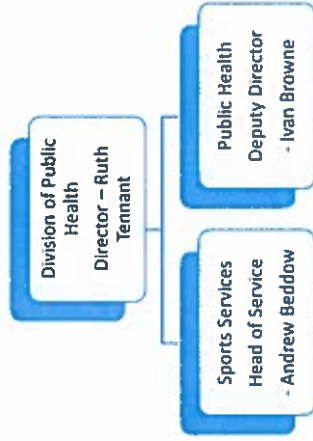 Division of Public
Health
Director – Ruth
Tennant
Sports Services
Head of Service
- Andrew Beddow
Public Health
Deputy Director
- Ivan Browne